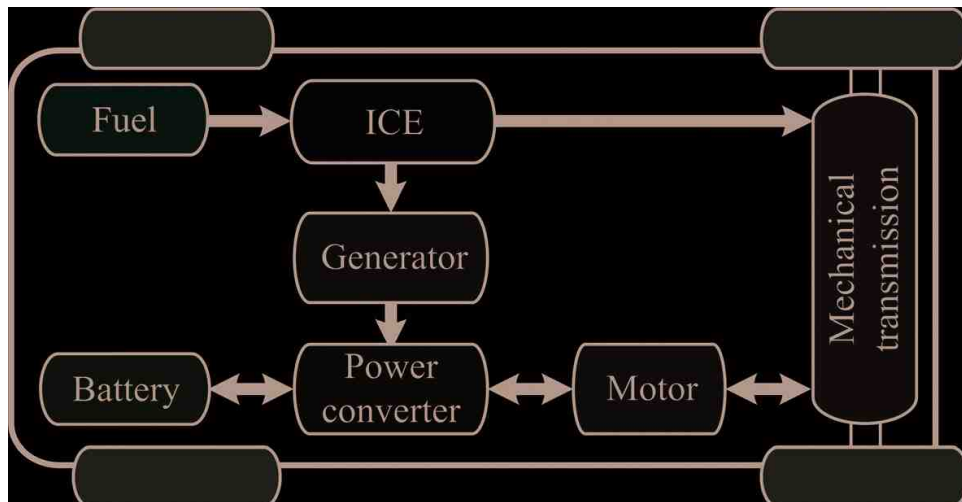 Fuel
ICE
Generator
Mechanical
transmission
Battery
Power
converter
Motor